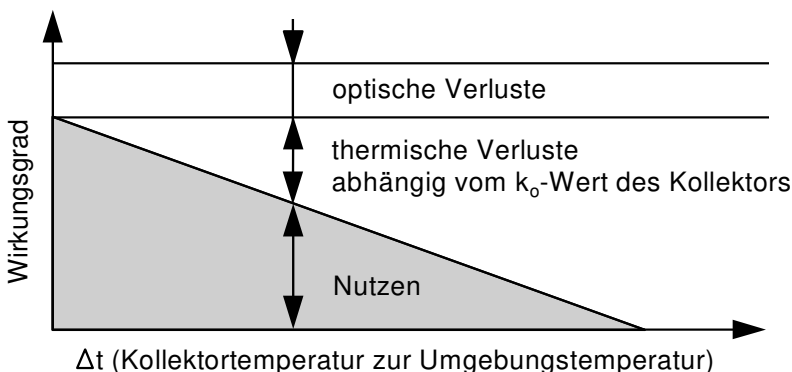 optische Verluste
thermische Verluste
abhängig vom k₀-Wert des Kollektors
Wirkungsgrad
Nutzen
Δt (Kollektortemperatur zur Umgebungstemperatur)